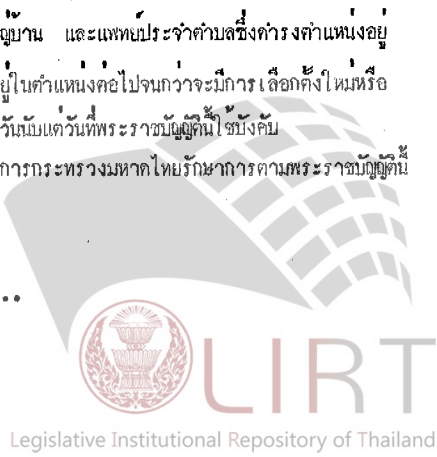 ญ่บ้าน และแพทย์ประจำตำบลซึ่งดำรงตำแหน่งอยู่
ยู่ในตำแหน่งต่อไปจนกว่าจะมีการเลือกตั้งใหม่หรือ
วันนับแต่วันที่พระราชบัญญัตินี้ใช้บังคับ
การกระทรวงมหาดไทยรักษาการตามพระราชบัญญัตินี้
..
LIRT
Legislative Institutional Repository of Thailand